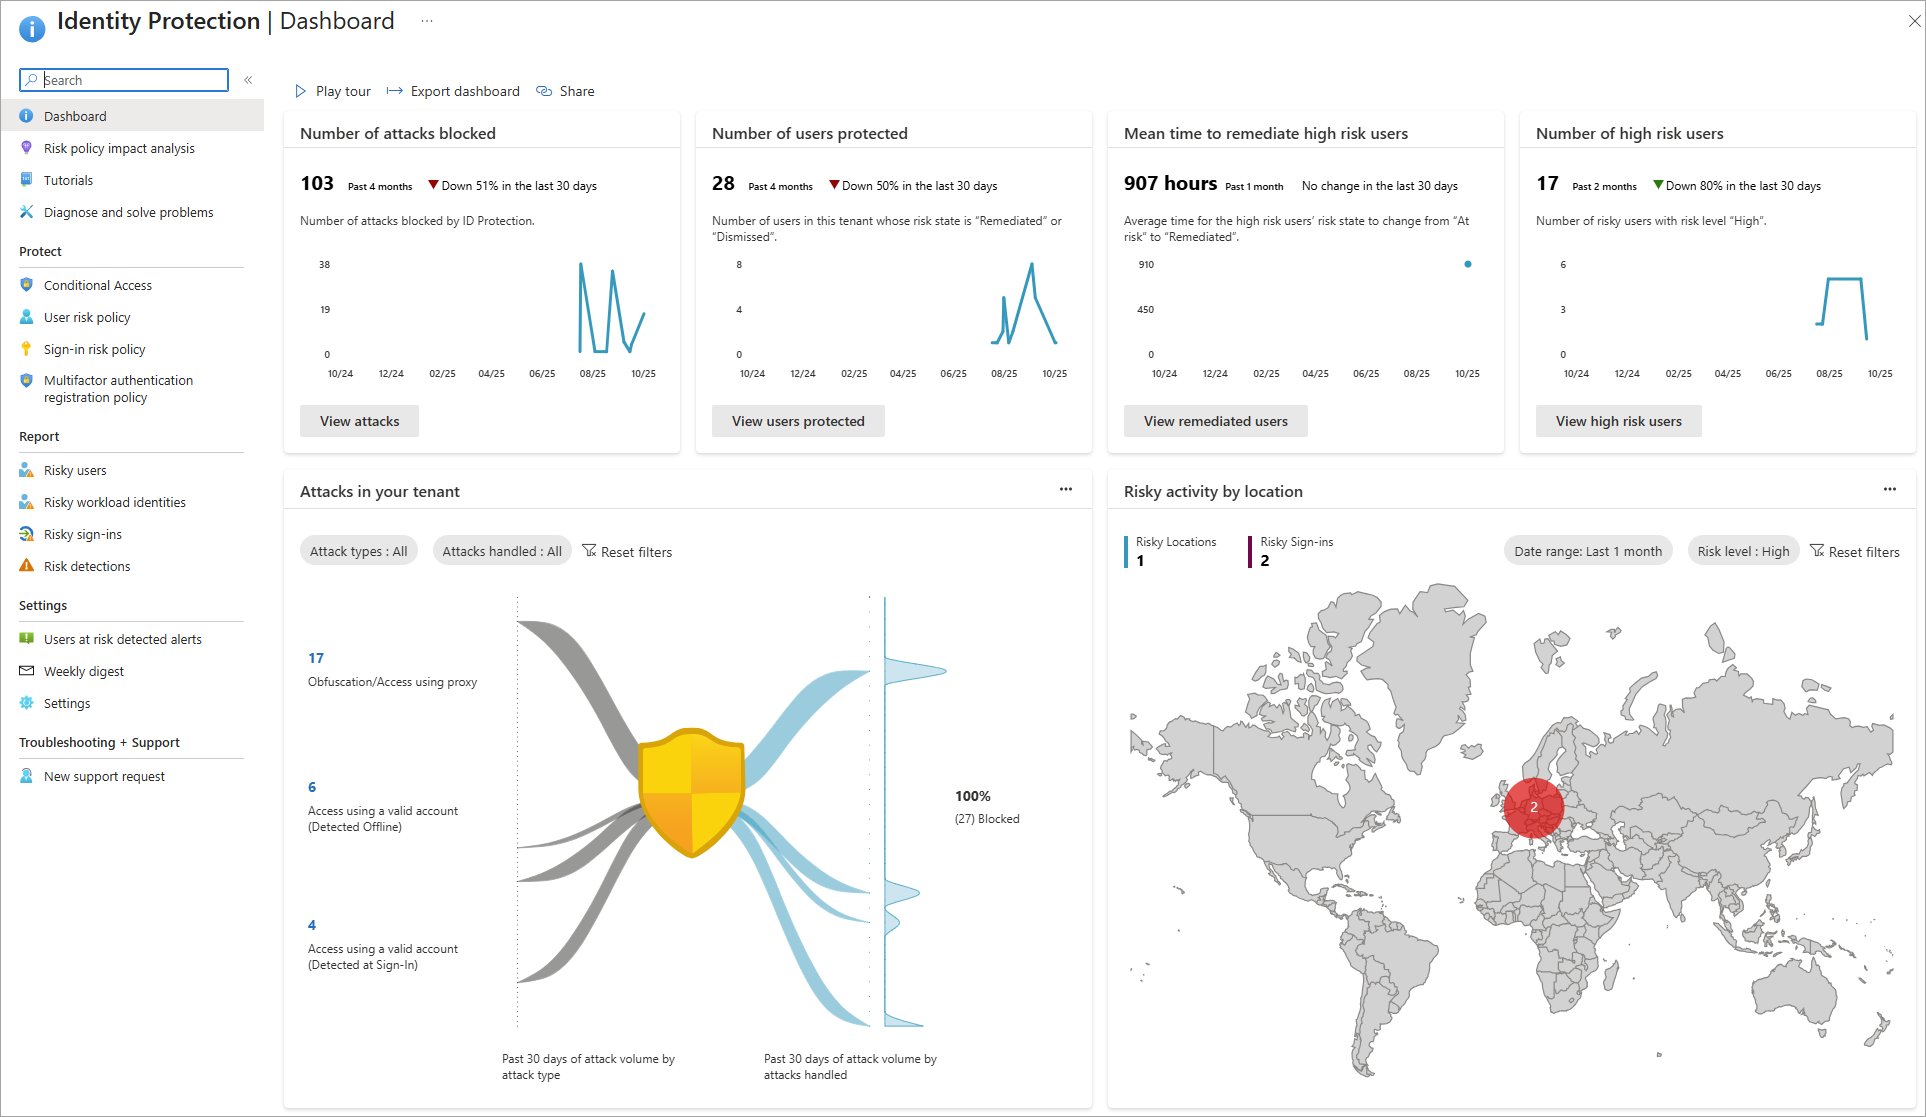 Identity Protection | Dashboard ...
Search
«
Dashboard
Risk policy impact analysis
Tutorials
Diagnose and solve problems
Protect
Conditional Access
User risk policy
Sign-in risk policy
Multifactor authentication
registration policy
Report
Risky users
Risky workload identities
Risky sign-ins
Risk detections
Settings
Users at risk detected alerts
Weekly digest
Settings
Troubleshooting + Support
New support request
Play tour
Export dashboard
Share
Number of attacks blocked
103 Past 4 months Down 51% in the last 30 days
Number of attacks blocked by ID Protection.
38
19
0
10/24 12/24 02/25 04/25 06/25 08/25 10/25
View attacks
Number of users protected
28 Past 4 months Down 50% in the last 30 days
Number of users in this tenant whose risk state is “Remediated” or
“Dismissed”.
8
4
0
10/24 12/24 02/25 04/25 06/25 08/25 10/25
View users protected
Mean time to remediate high risk users
907 hours Past 1 month No change in the last 30 days
Average time for the high risk users’ risk state to change from “At
risk” to “Remediated”.
910
450
0
10/24 12/24 02/25 04/25 06/25 08/25 10/25
View remediated users
Number of high risk users
17 Past 2 months Down 80% in the last 30 days
Number of risky users with risk level “High”.
6
3
0
10/24 12/24 02/25 04/25 06/25 08/25 10/25
View high risk users
Attacks in your tenant
Attack types : All
Attacks handled : All
Reset filters
17
Obfuscation/Access using proxy
6
Access using a valid account
(Detected Offline)
4
Access using a valid account
(Detected at Sign-In)
100%
(27) Blocked
Past 30 days of attack volume by
attack type
Past 30 days of attack volume by
attacks handled
Risky activity by location
Risky Locations
1
Risky Sign-ins
2
Date range: Last 1 month
Risk level : High
Reset filters
2